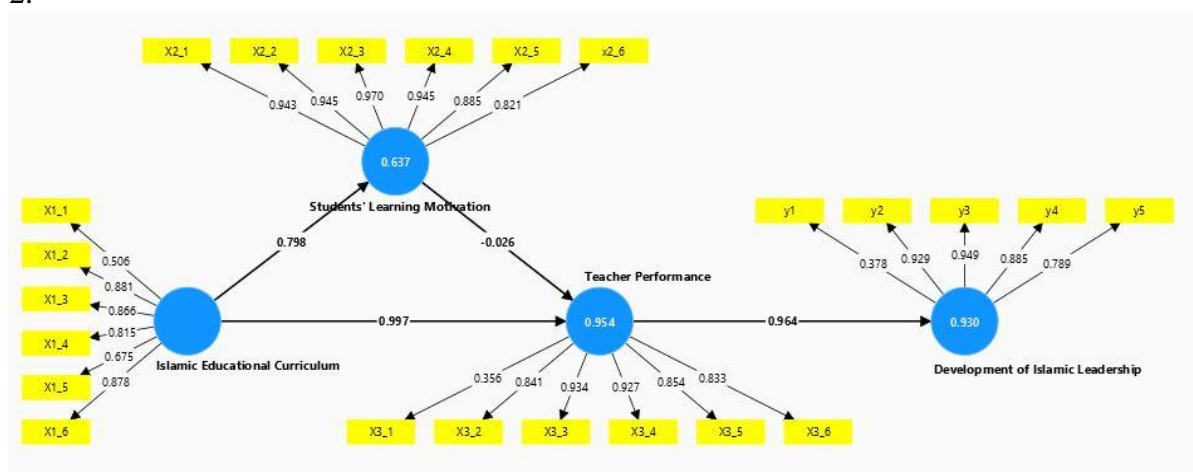 2.
X2_1 X2_2 X2_3 X2_4 X2_5 x2_6
0.943 0.945 0.970 0.945 0.885 0.821
0.637
Students' Learning Motivation
X1_1
X1_2
X1_3
X1_4
X1_5
X1_6
0.506
0.881
0.866
0.815
0.675
0.878
Islamic Educational Curriculum
0.798
-0.026
0.997
Teacher Performance
0.954
0.356 0.841 0.934 0.927 0.854 0.833
X3_1 X3_2 X3_3 X3_4 X3_5 X3_6
0.964
y1 y2 y3 y4 y5
0.378 0.929 0.949 0.885 0.789
0.930
Development of Islamic Leadership